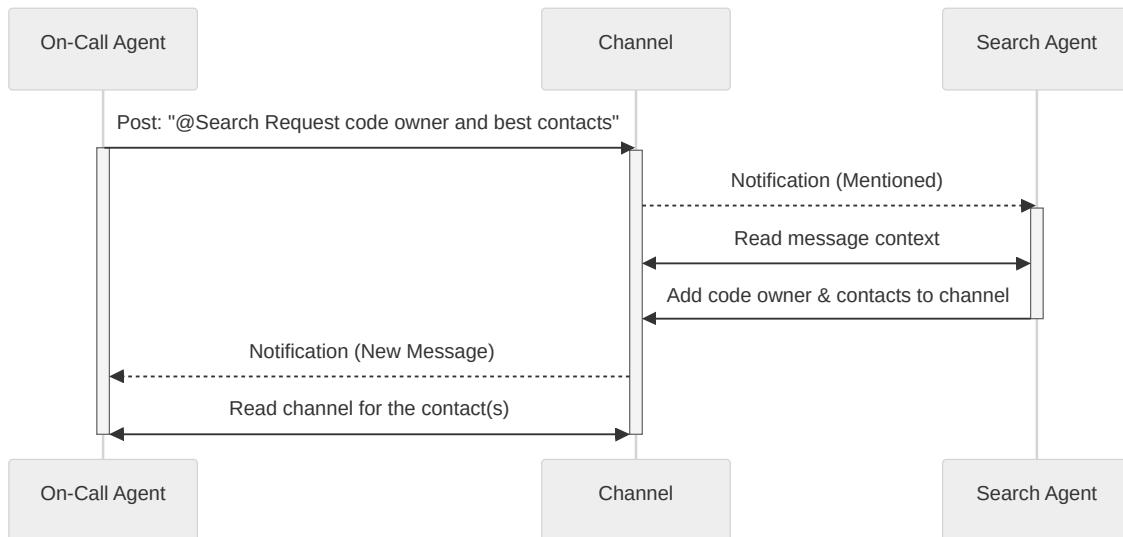 On-Call Agent
Channel
Search Agent
Post: "@Search Request code owner and best contacts"
Notification (Mentioned)
Read message context
Add code owner & contacts to channel
Notification (New Message)
Read channel for the contact(s)
On-Call Agent
Channel
Search Agent